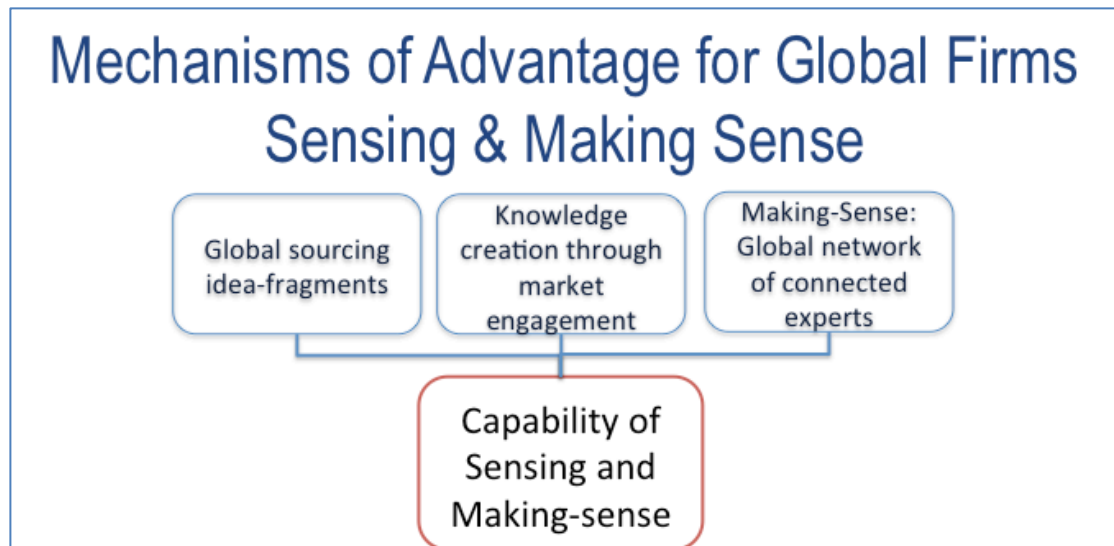 Mechanisms of Advantage for Global Firms
Sensing & Making Sense
Global sourcing
idea-fragments
Knowledge
creation through
market
engagement
Making-Sense:
Global network
of connected
experts
Capability of
Sensing and
Making-sense